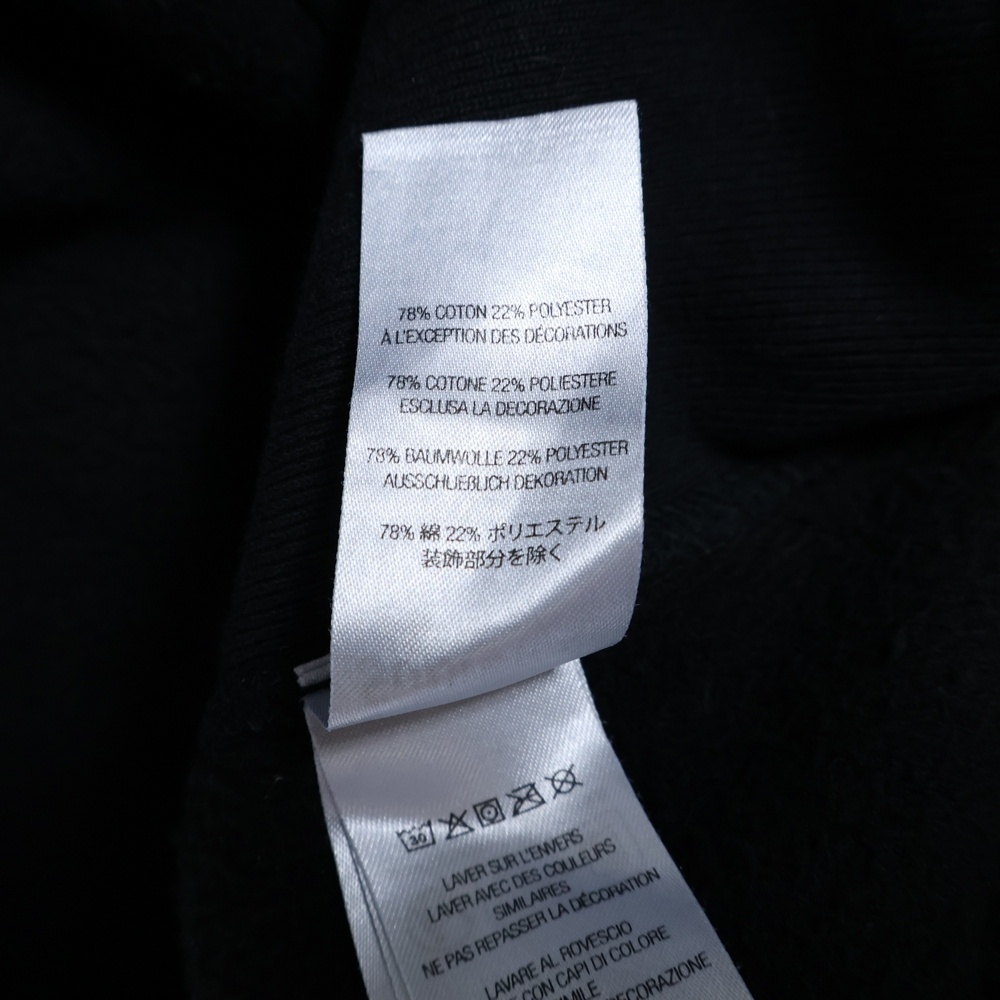 78% COTON 22% POLYESTER
À L'EXCEPTION DES DÉCORATIONS
78% COTONE 22% POLIESTERE
ESCLUSA LA DECORAZIONE
78% BAUMWOLLE 22% POLYESTER
AUSSCHLIEßLICH DEKORATION
78% 綿 22% ポリエステル
装飾部分を除く
30
LAVER SUR L'ENVERS
LAVER AVEC DES COULEURS
SIMILAIRES
NE PAS REPASSER LA DÉCORATION
LAVARE AL ROVESCIO
CON CAPI DI COLORE